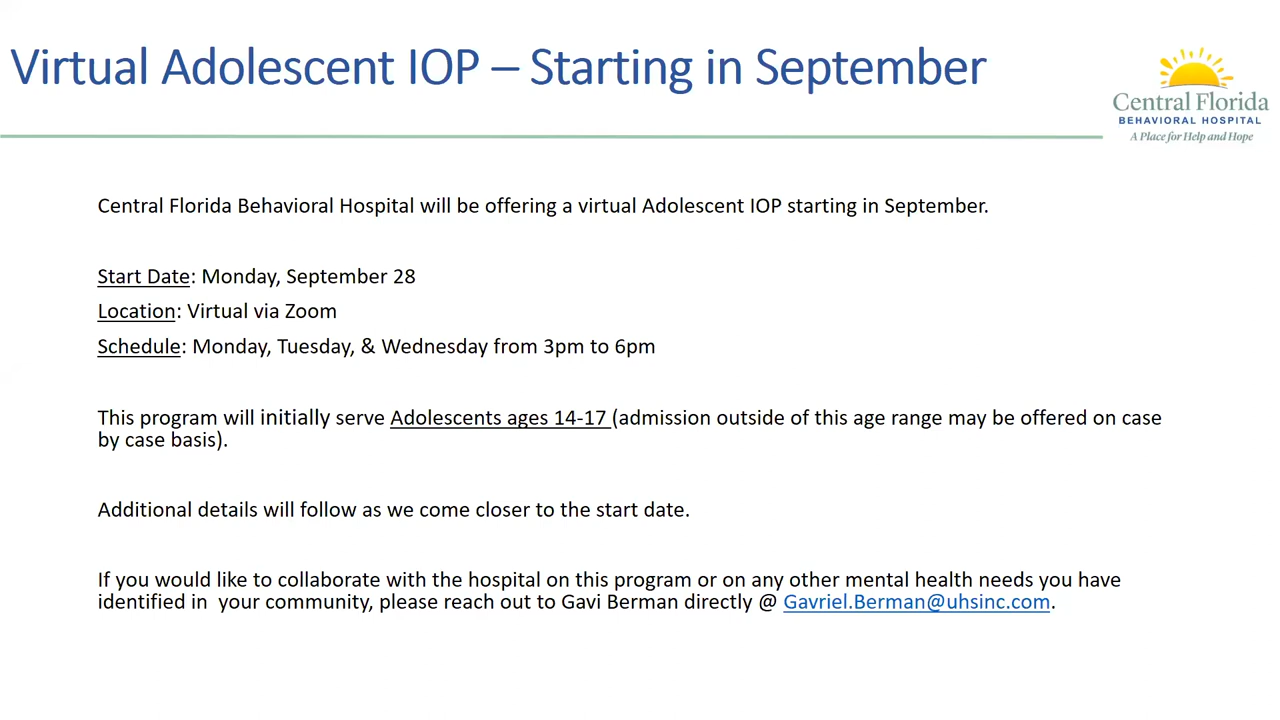 Virtual Adolescent IOP – Starting in September
Central Florida
BEHAVIORAL HOSPITAL
A Place for Help and Hope
Central Florida Behavioral Hospital will be offering a virtual Adolescent IOP starting in September.
Start Date: Monday, September 28
Location: Virtual via Zoom
Schedule: Monday, Tuesday, & Wednesday from 3pm to 6pm
This program will initially serve Adolescents ages 14-17 (admission outside of this age range may be offered on case
by case basis).
Additional details will follow as we come closer to the start date.
If you would like to collaborate with the hospital on this program or on any other mental health needs you have
identified in  your community, please reach out to Gavi Berman directly @ Gavriel.Berman@uhsinc.com.